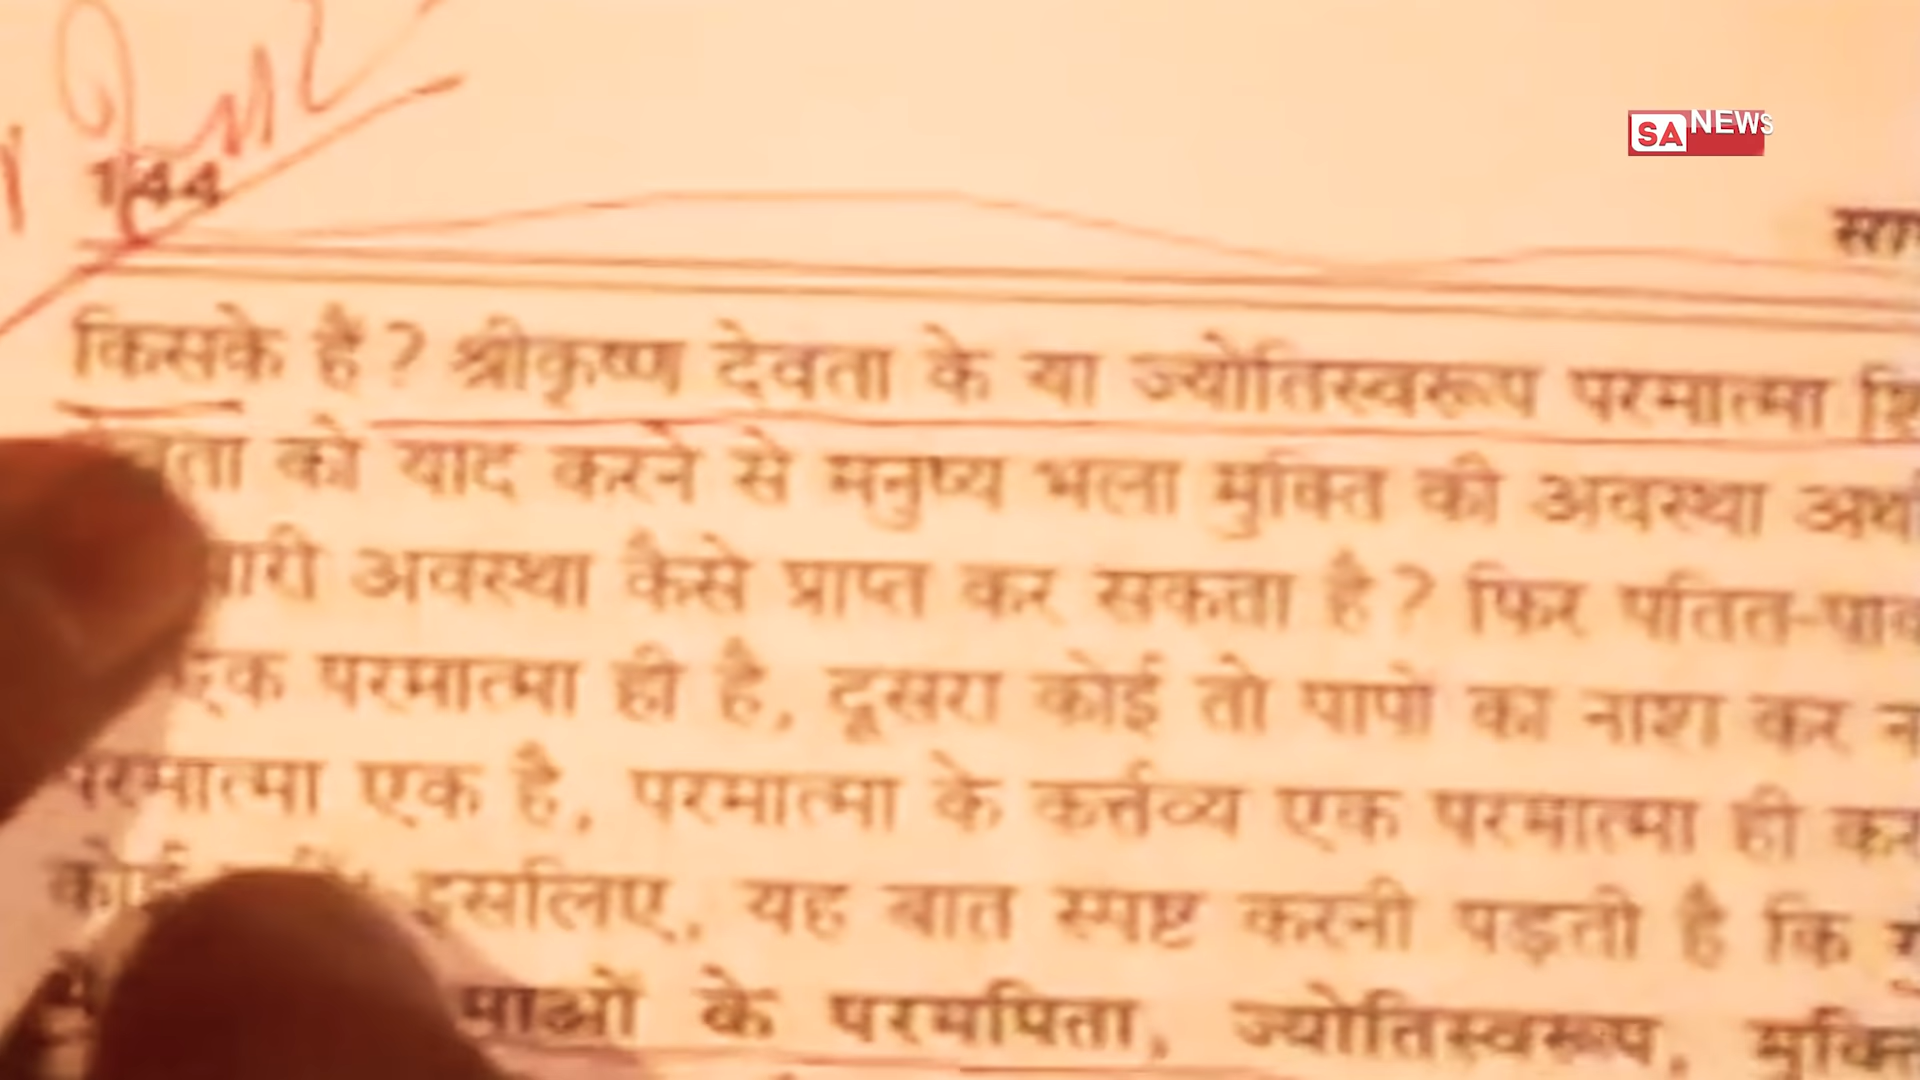 SA NEWS
144
किसके हैं? श्रीकृष्ण देवता के या ज्योतिस्वरूप परमात्मा
को याद करने से मनुष्य भला मुक्ति की अवस्था
अवस्था कैसे प्राप्त कर सकता है? फिर पतित-पाव
एक परमात्मा ही है, दूसरा कोई तो पापों का नाश कर
परमात्मा एक है, परमात्मा के कर्त्तव्य एक परमात्मा ही
इसलिए, यह बात स्पष्ट करनी पड़ती है कि
के परमपिता, ज्योतिस्वरूप,